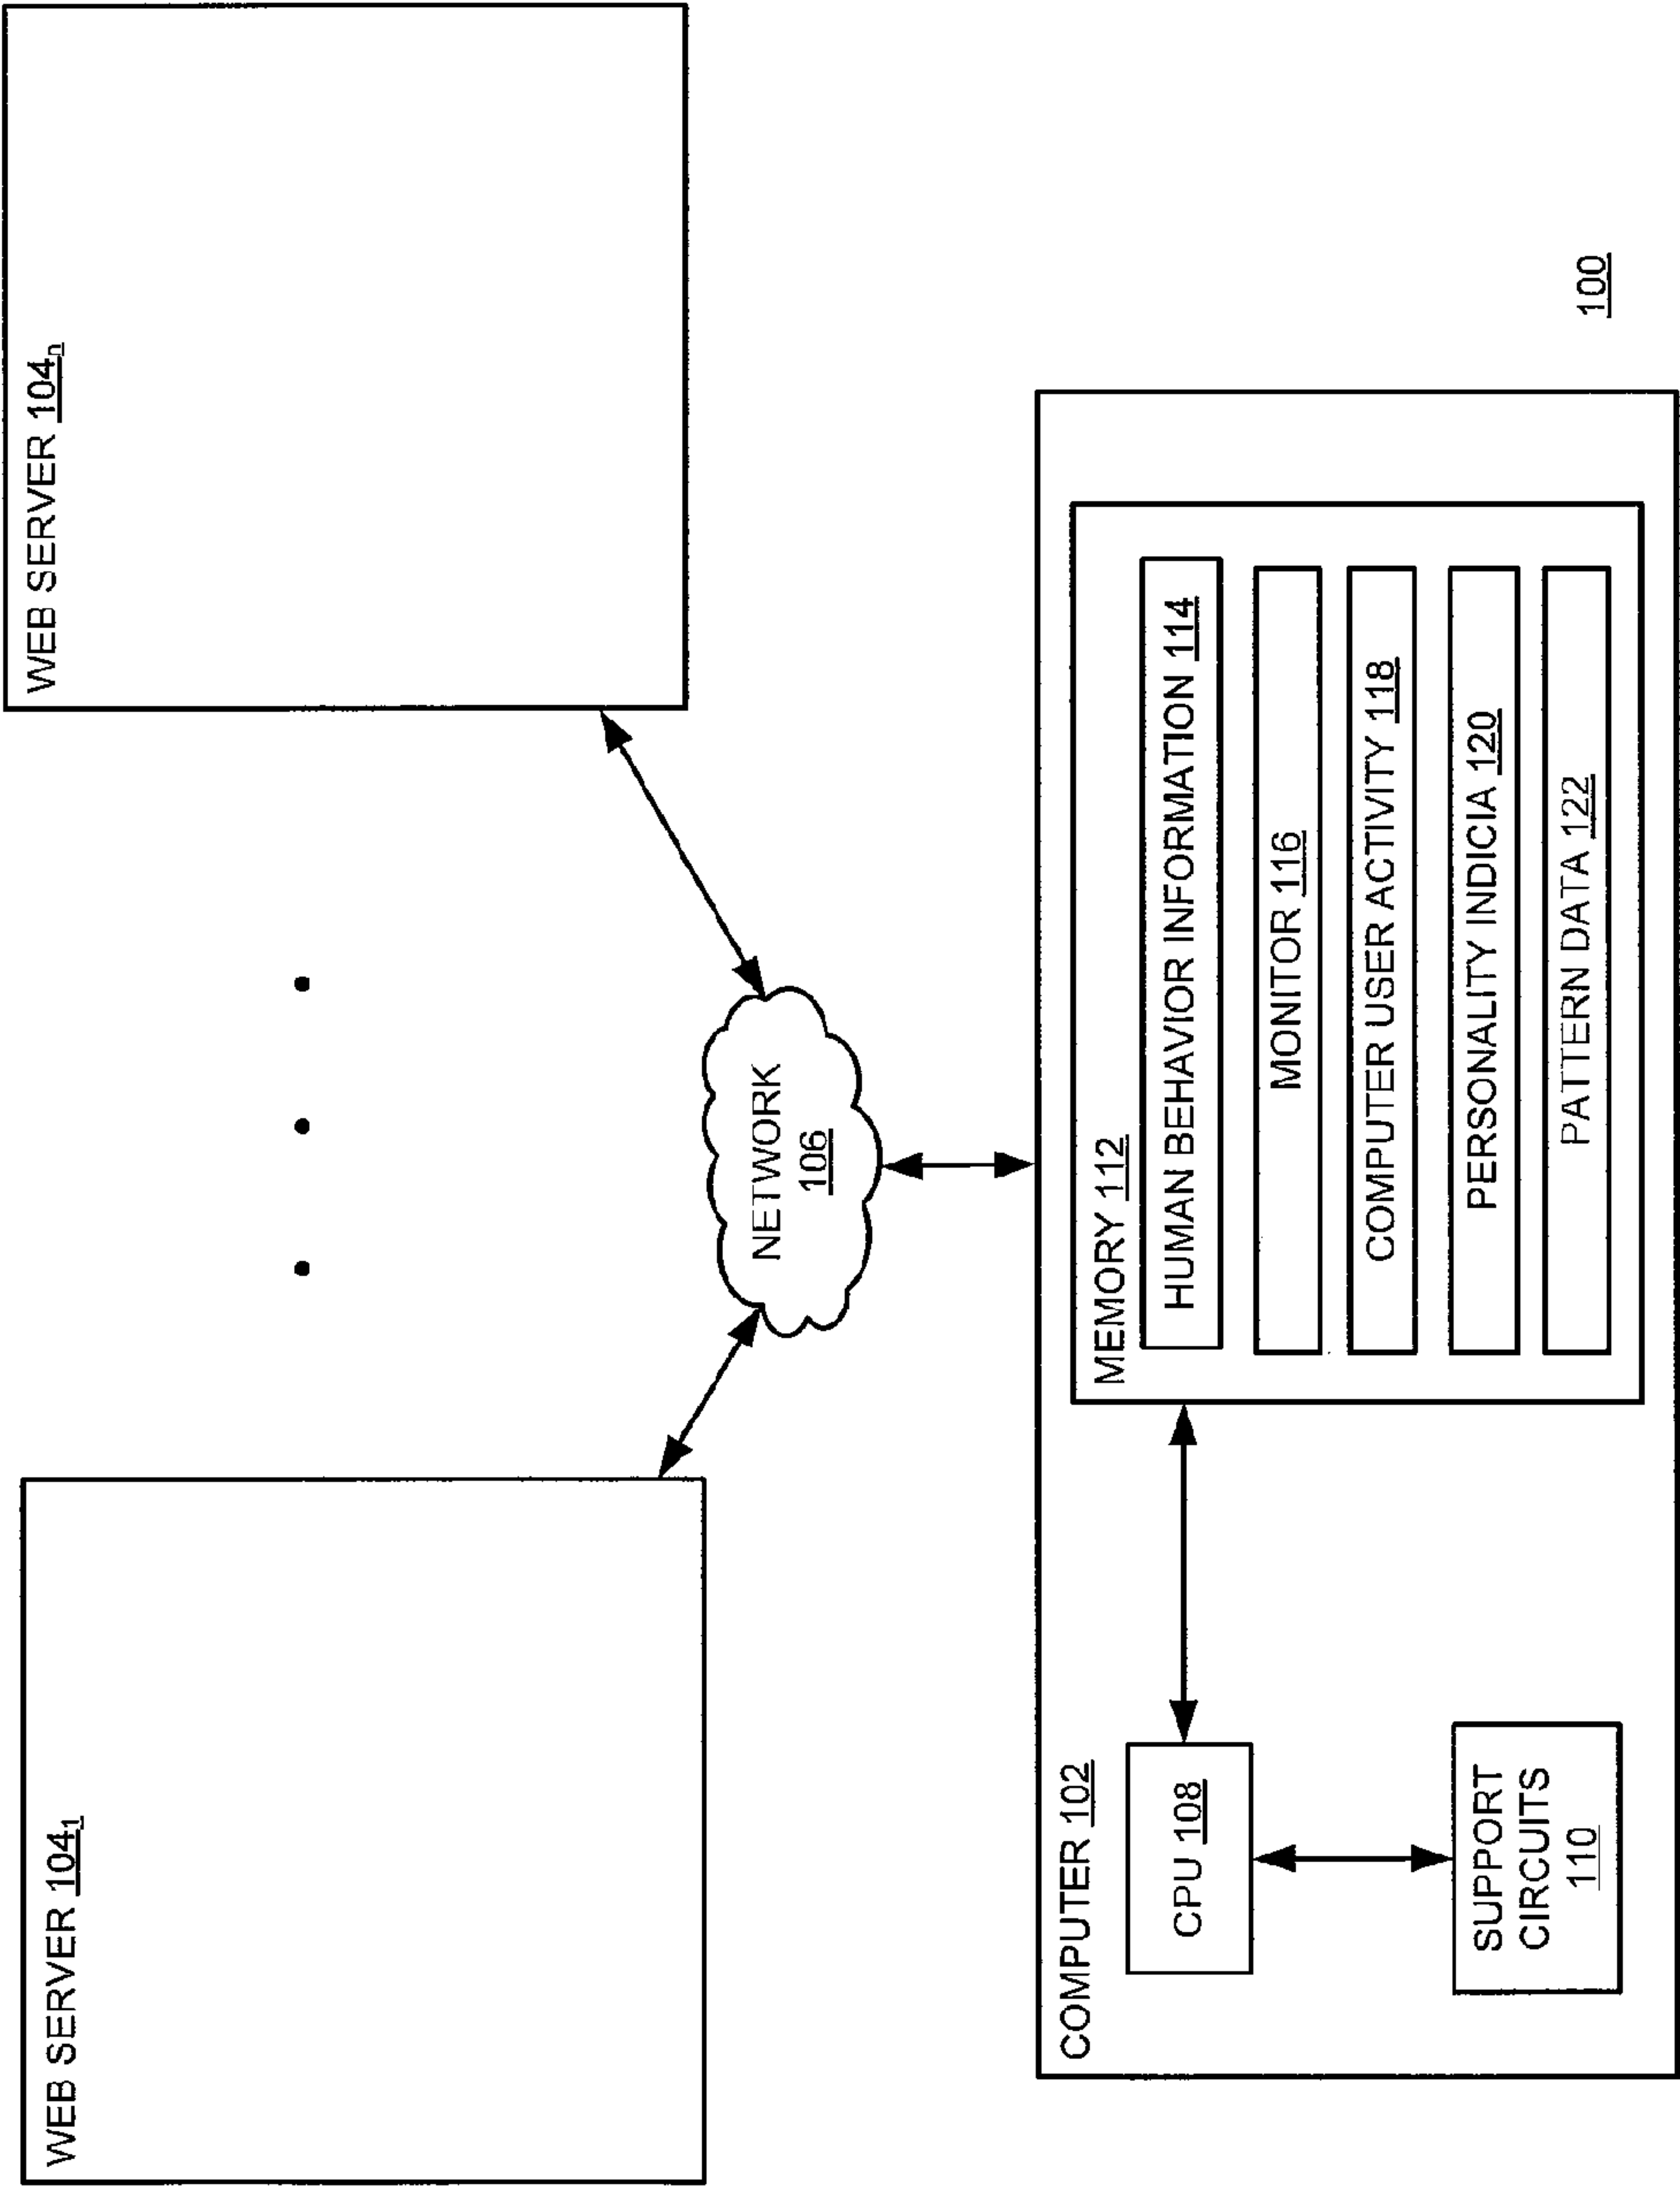 WEB SERVER 104₁
WEB SERVER 104ₙ
NETWORK
106
COMPUTER 102
CPU 108
SUPPORT
CIRCUITS
110
MEMORY 112
HUMAN BEHAVIOR INFORMATION 114
MONITOR 116
COMPUTER USER ACTIVITY 118
PERSONALITY INDICIA 120
PATTERN DATA 122
100